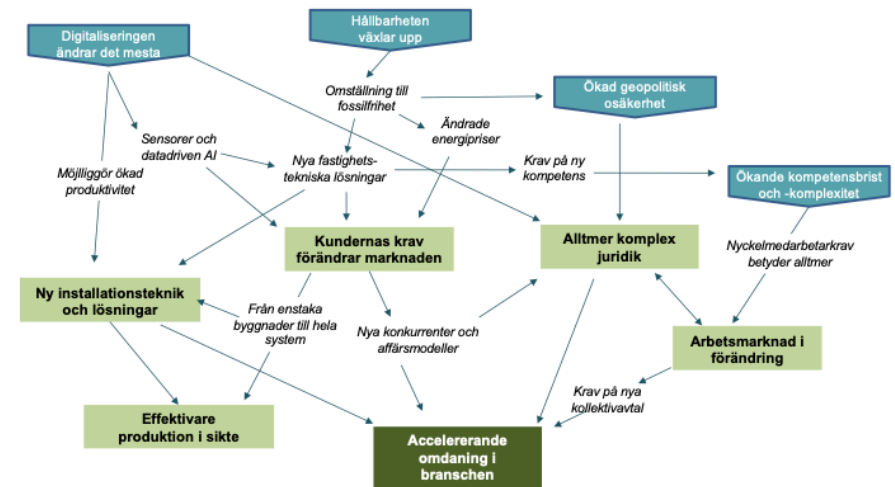 Digitaliseringen
ändrar det mesta
Hållbarheten
växlar upp
Omställning till
fossilfrihet
Ökad geopolitisk
osäkerhet
Sensorer och
datadriven AI
Ändrade
energipriser
Möjlliggör ökad
produktivitet
Nya fastighets-
tekniska lösningar
Krav på ny
kompetens
Ökande kompetensbrist
och -komplexitet
Kundernas krav
förändrar marknaden
Alltmer komplex
juridik
Nyckelmedarbetarkrav
betyder alltmer
Ny installationsteknik
och lösningar
Från enstaka
byggnader till hela
system
Nya konkurrenter och
affärsmodeller
Arbetsmarknad i
förändring
Krav på nya
kollektivavtal
Effektivare
produktion i sikte
Accelererande
omdaning i
branschen